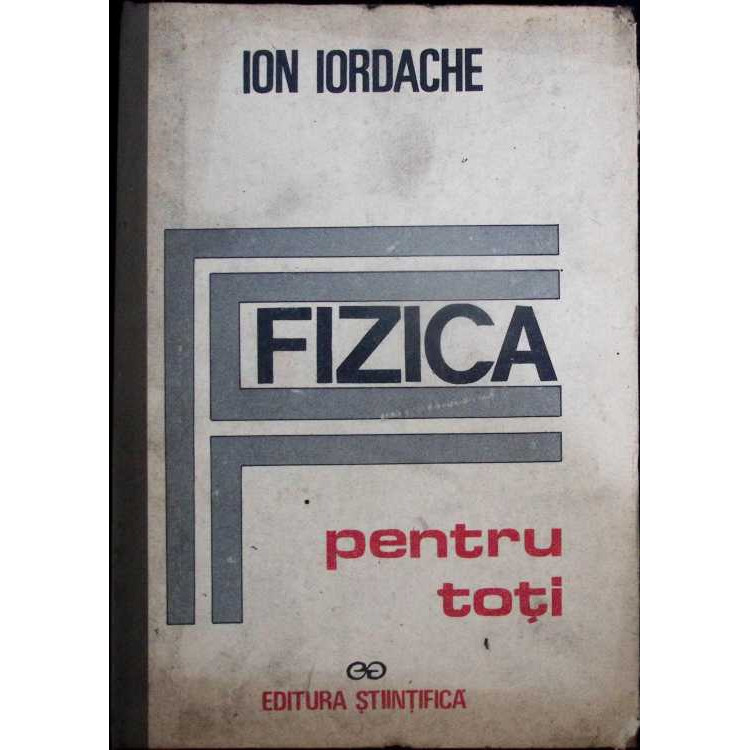 ION IORDACHE
FIZICA
pentru
toţi
EDITURA ŞTIINŢIFICĂ